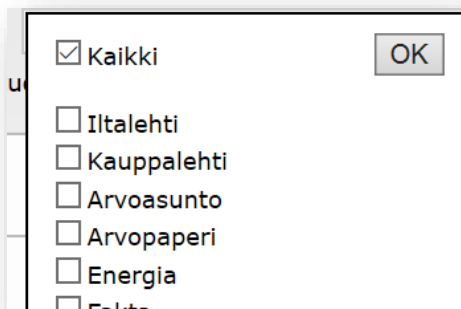 Kaikki OK
Iltalehti
Kauppalehti
Arvoasunto
Arvopaperi
Energia